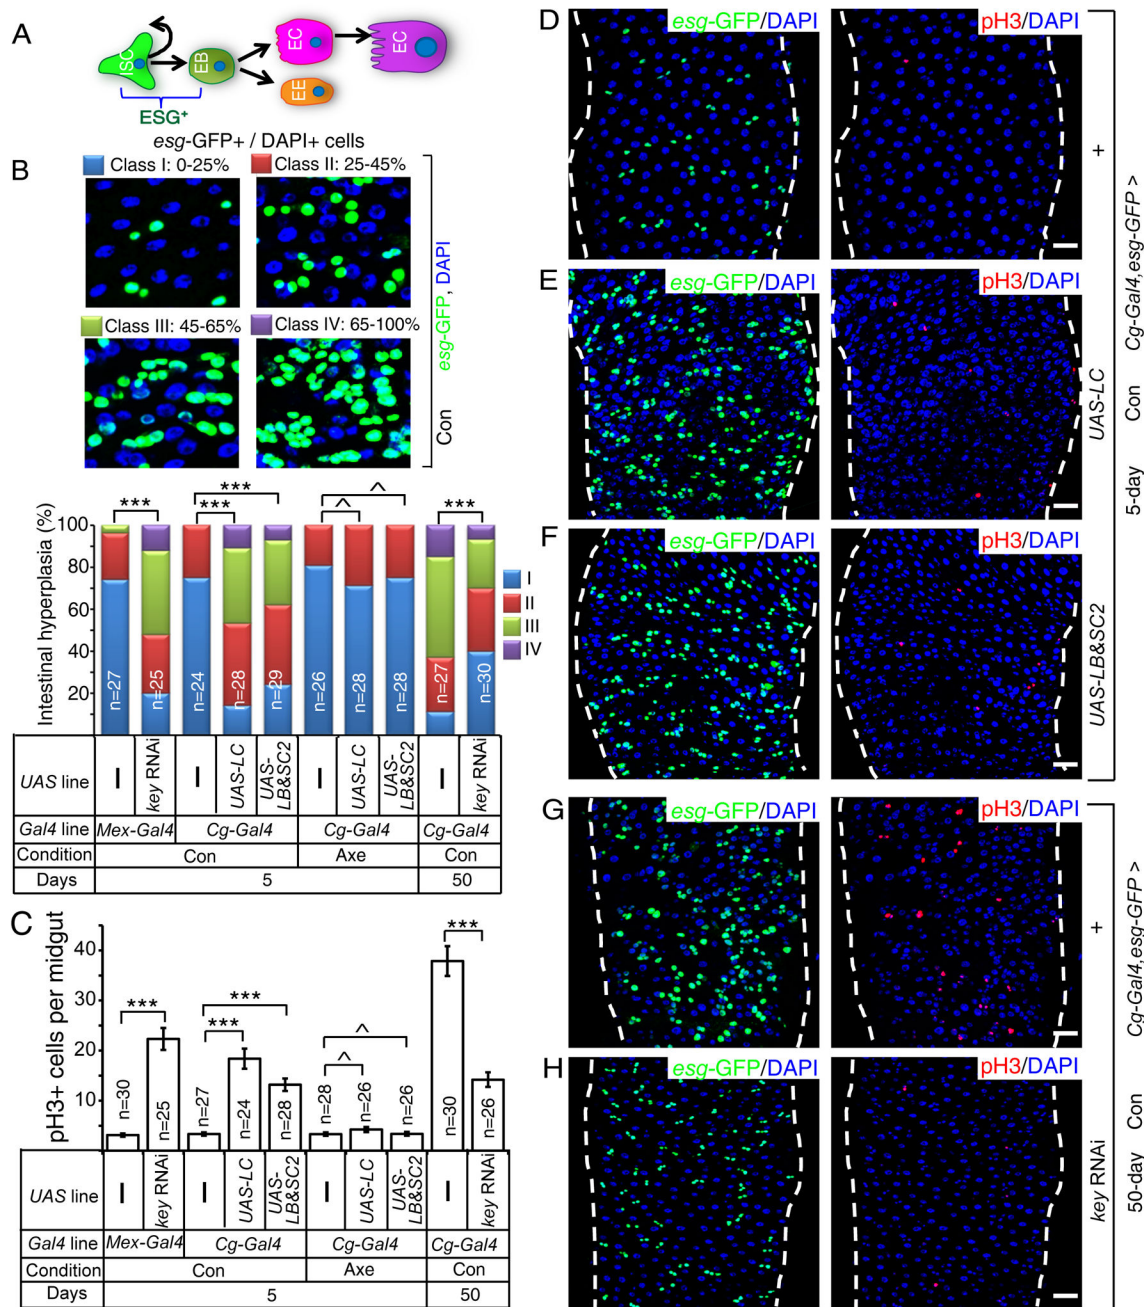 A
ISC
EB
EC
EC
EE
ESG⁺
esg-GFP+ / DAPI+ cells
B
Class I: 0-25%
Class II: 25-45%
Class III: 45-65%
Class IV: 65-100%
esg-GFP, DAPI
Con
Intestinal hyperplasia (%)
100
80
60
40
20
*** *** *** ^ ^ ***
n=27 n=25 n=24 n=28 n=29 n=26 n=28 n=28 n=27 n=30
I
II
III
IV
UAS line – key RNAi – UAS-LC UAS-LB&SC2 – UAS-LC UAS-LB&SC2 – key RNAi
Gal4 line Mex-Gal4 Cg-Gal4 Cg-Gal4 Cg-Gal4
Condition Con Axe Con
Days 5 50
C
pH3+ cells per midgut
40
30
20
10
*** *** *** ^ ^ ***
n=30 n=25 n=27 n=24 n=28 n=28 n=26 n=26 n=30 n=26
UAS line – key RNAi – UAS-LC UAS-LB&SC2 – UAS-LC UAS-LB&SC2 – key RNAi
Gal4 line Mex-Gal4 Cg-Gal4 Cg-Gal4 Cg-Gal4
Condition Con Axe Con
Days 5 50
D
esg-GFP/DAPI
pH3/DAPI
+
E
esg-GFP/DAPI
pH3/DAPI
UAS-LC
F
esg-GFP/DAPI
pH3/DAPI
UAS-LB&SC2
5-day Con Cg-Gal4,esg-GFP >
G
esg-GFP/DAPI
pH3/DAPI
+
H
esg-GFP/DAPI
pH3/DAPI
key RNAi
50-day Con Cg-Gal4,esg-GFP >